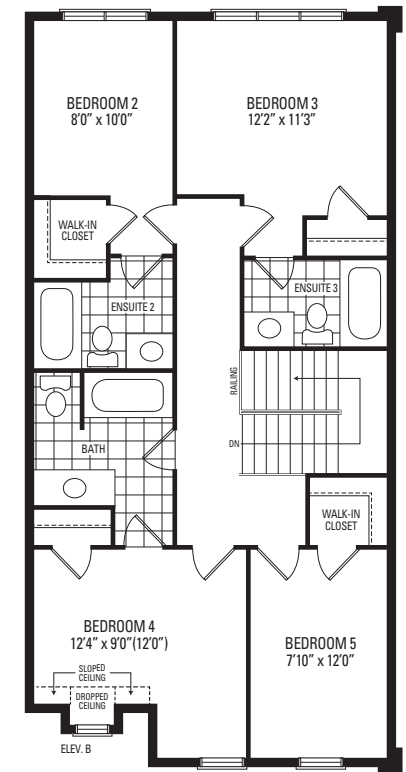 BEDROOM 2
8'0" x 10'0"
BEDROOM 3
12'2" x 11'3"
WALK-IN
CLOSET
ENSUITE 2
ENSUITE 3
RAILING
DN
BATH
WALK-IN
CLOSET
BEDROOM 4
12'4" x 9'0"(12'0")
BEDROOM 5
7'10" x 12'0"
SLOPED
CEILING
DROPPED
CEILING
ELEV. B